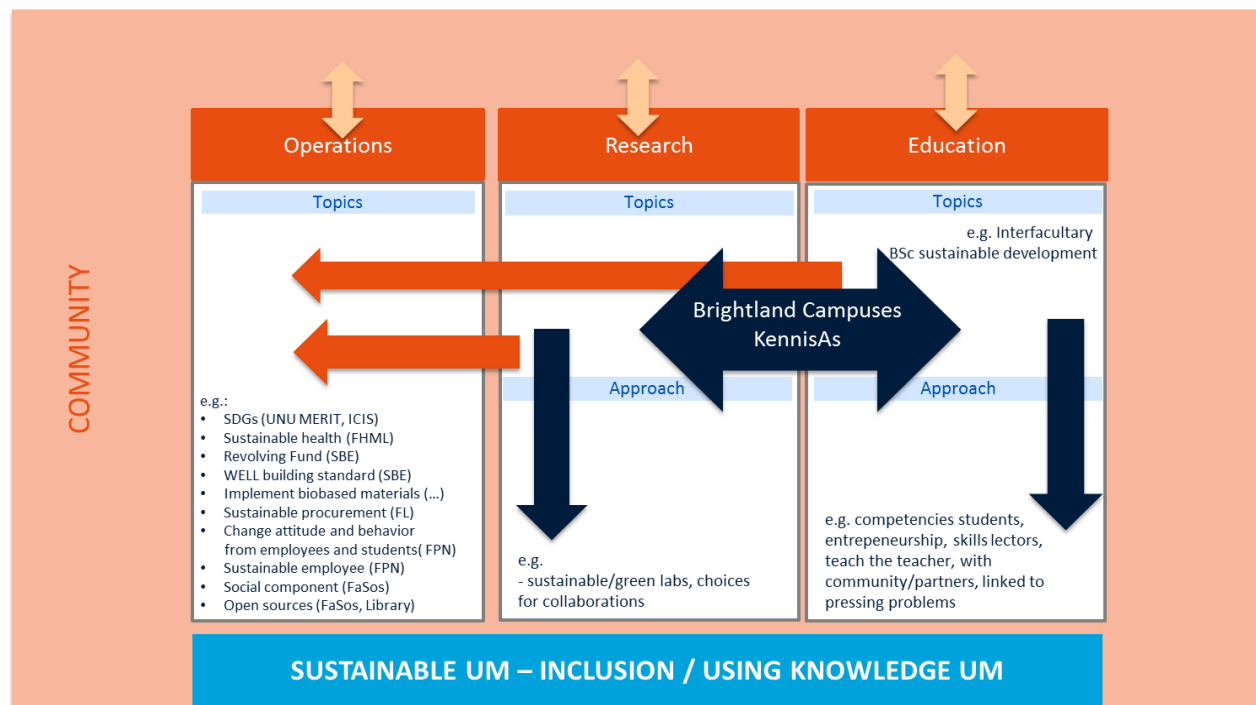 COMMUNITY
Operations
Research
Education
Topics
Topics
Topics
e.g. Interfacultary
BSc sustainable development
Brightland Campuses
KennisAs
Approach
Approach
e.g.:
• SDGs (UNU MERIT, ICIS)
• Sustainable health (FHML)
• Revolving Fund (SBE)
• WELL building standard (SBE)
• Implement biobased materials (...)
• Sustainable procurement (FL)
• Change attitude and behavior
from employees and students( FPN)
• Sustainable employee (FPN)
• Social component (FaSos)
• Open sources (FaSos, Library)
e.g.
- sustainable/green labs, choices
for collaborations
e.g. competencies students,
entrepeneurship, skills lectors,
teach the teacher, with
community/partners, linked to
pressing problems
SUSTAINABLE UM – INCLUSION / USING KNOWLEDGE UM